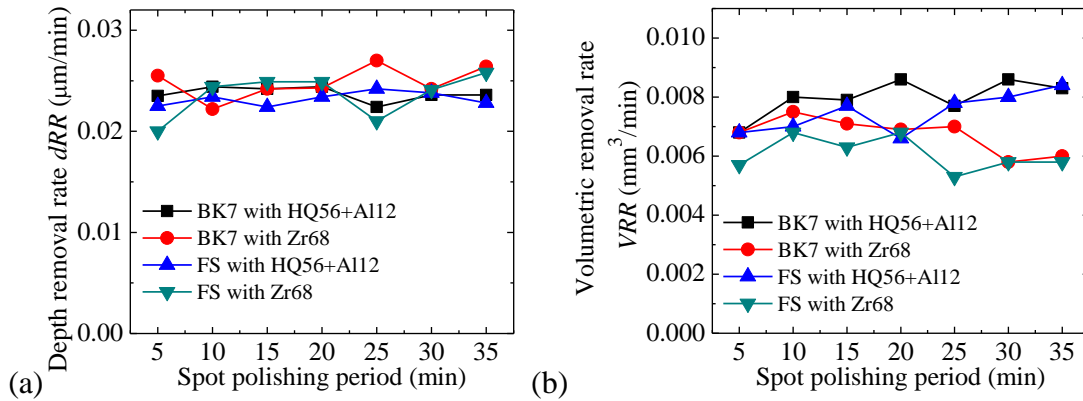 Depth removal rate dRR (μm/min)
0.03
0.02
0.01
0.00
BK7 with HQ56+Al12
BK7 with Zr68
FS with HQ56+Al12
FS with Zr68
5 10 15 20 25 30 35
Spot polishing period (min)
(a)
Volumetric removal rate
VRR (mm³/min)
0.010
0.008
0.006
0.004
0.002
0.000
BK7 with HQ56+Al12
BK7 with Zr68
FS with HQ56+Al12
FS with Zr68
5 10 15 20 25 30 35
Spot polishing period (min)
(b)